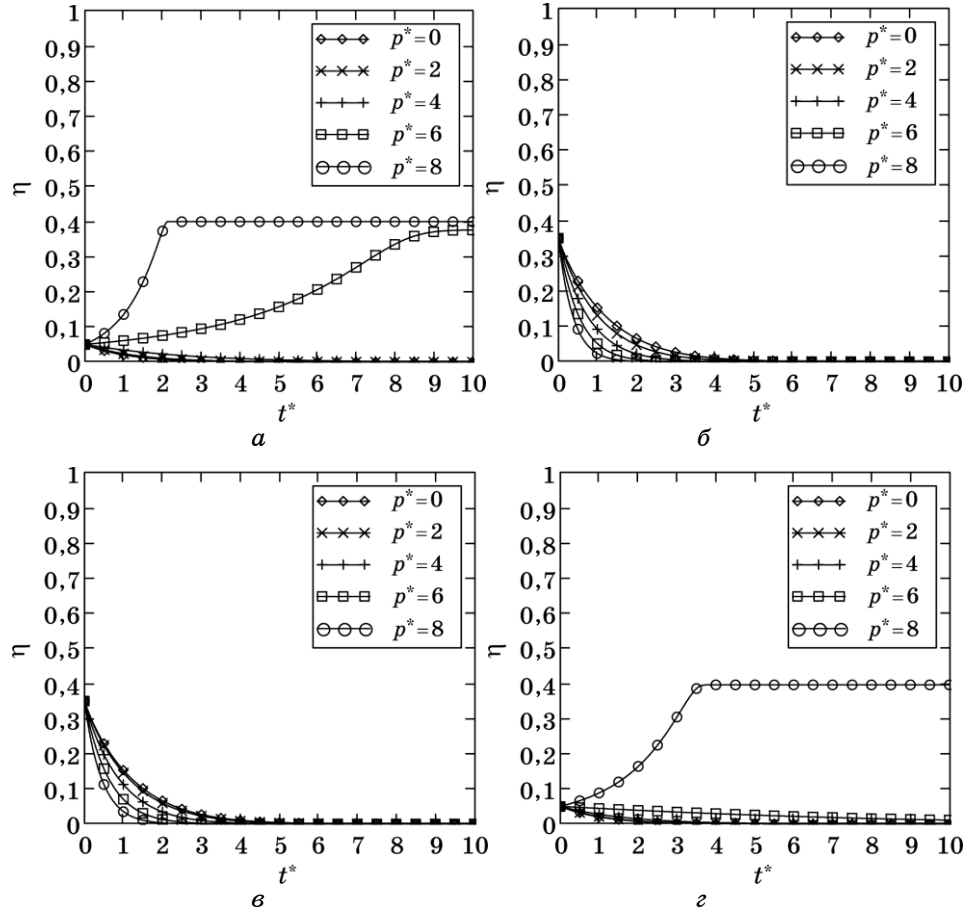 1
0,9
0,8
0,7
0,6
0,5
0,4
0,3
0,2
0,1
0
η
p* = 0
p* = 2
p* = 4
p* = 6
p* = 8
0 1 2 3 4 5 6 7 8 9 10
t*
а
1
0,9
0,8
0,7
0,6
0,5
0,4
0,3
0,2
0,1
0
η
p* = 0
p* = 2
p* = 4
p* = 6
p* = 8
0 1 2 3 4 5 6 7 8 9 10
t*
б
1
0,9
0,8
0,7
0,6
0,5
0,4
0,3
0,2
0,1
0
η
p* = 0
p* = 2
p* = 4
p* = 6
p* = 8
0 1 2 3 4 5 6 7 8 9 10
t*
в
1
0,9
0,8
0,7
0,6
0,5
0,4
0,3
0,2
0,1
0
η
p* = 0
p* = 2
p* = 4
p* = 6
p* = 8
0 1 2 3 4 5 6 7 8 9 10
t*
г